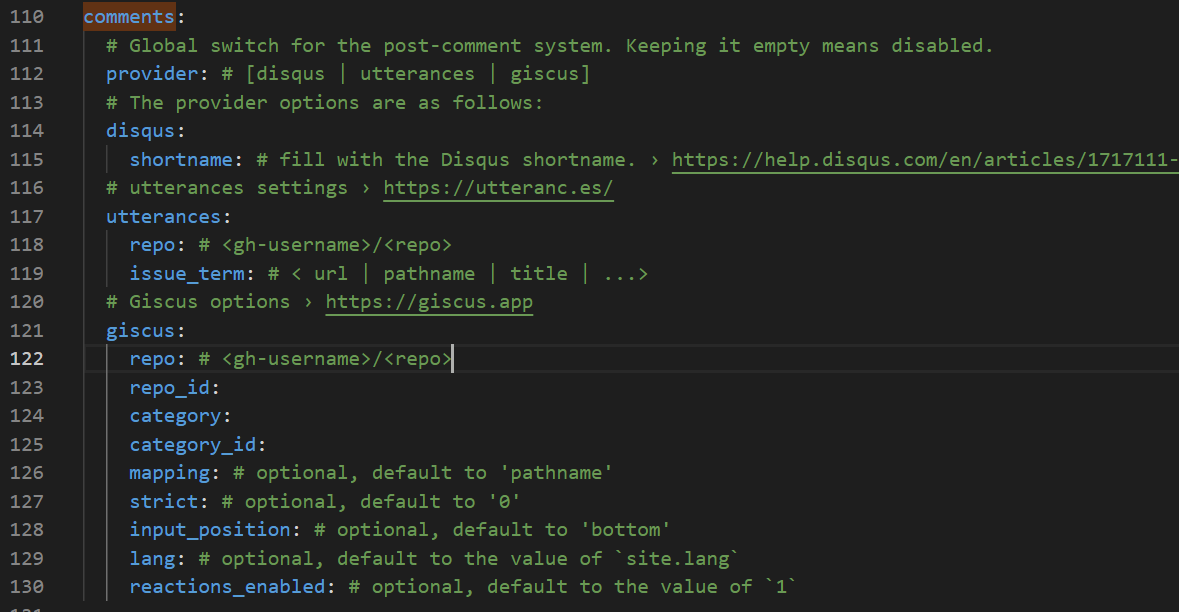 110 comments:
111 # Global switch for the post-comment system. Keeping it empty means disabled.
112 provider: # [disqus | utterances | giscus]
113 # The provider options are as follows:
114 disqus:
115 shortname: # fill with the Disqus shortname. › https://help.disqus.com/en/articles/1717111-
116 # utterances settings › https://utteranc.es/
117 utterances:
118 repo: # <gh-username>/<repo>
119 issue_term: # < url | pathname | title | ...>
120 # Giscus options › https://giscus.app
121 giscus:
122 repo: # <gh-username>/<repo>
123 repo_id:
124 category:
125 category_id:
126 mapping: # optional, default to 'pathname'
127 strict: # optional, default to '0'
128 input_position: # optional, default to 'bottom'
129 lang: # optional, default to the value of `site.lang`
130 reactions_enabled: # optional, default to the value of `1`